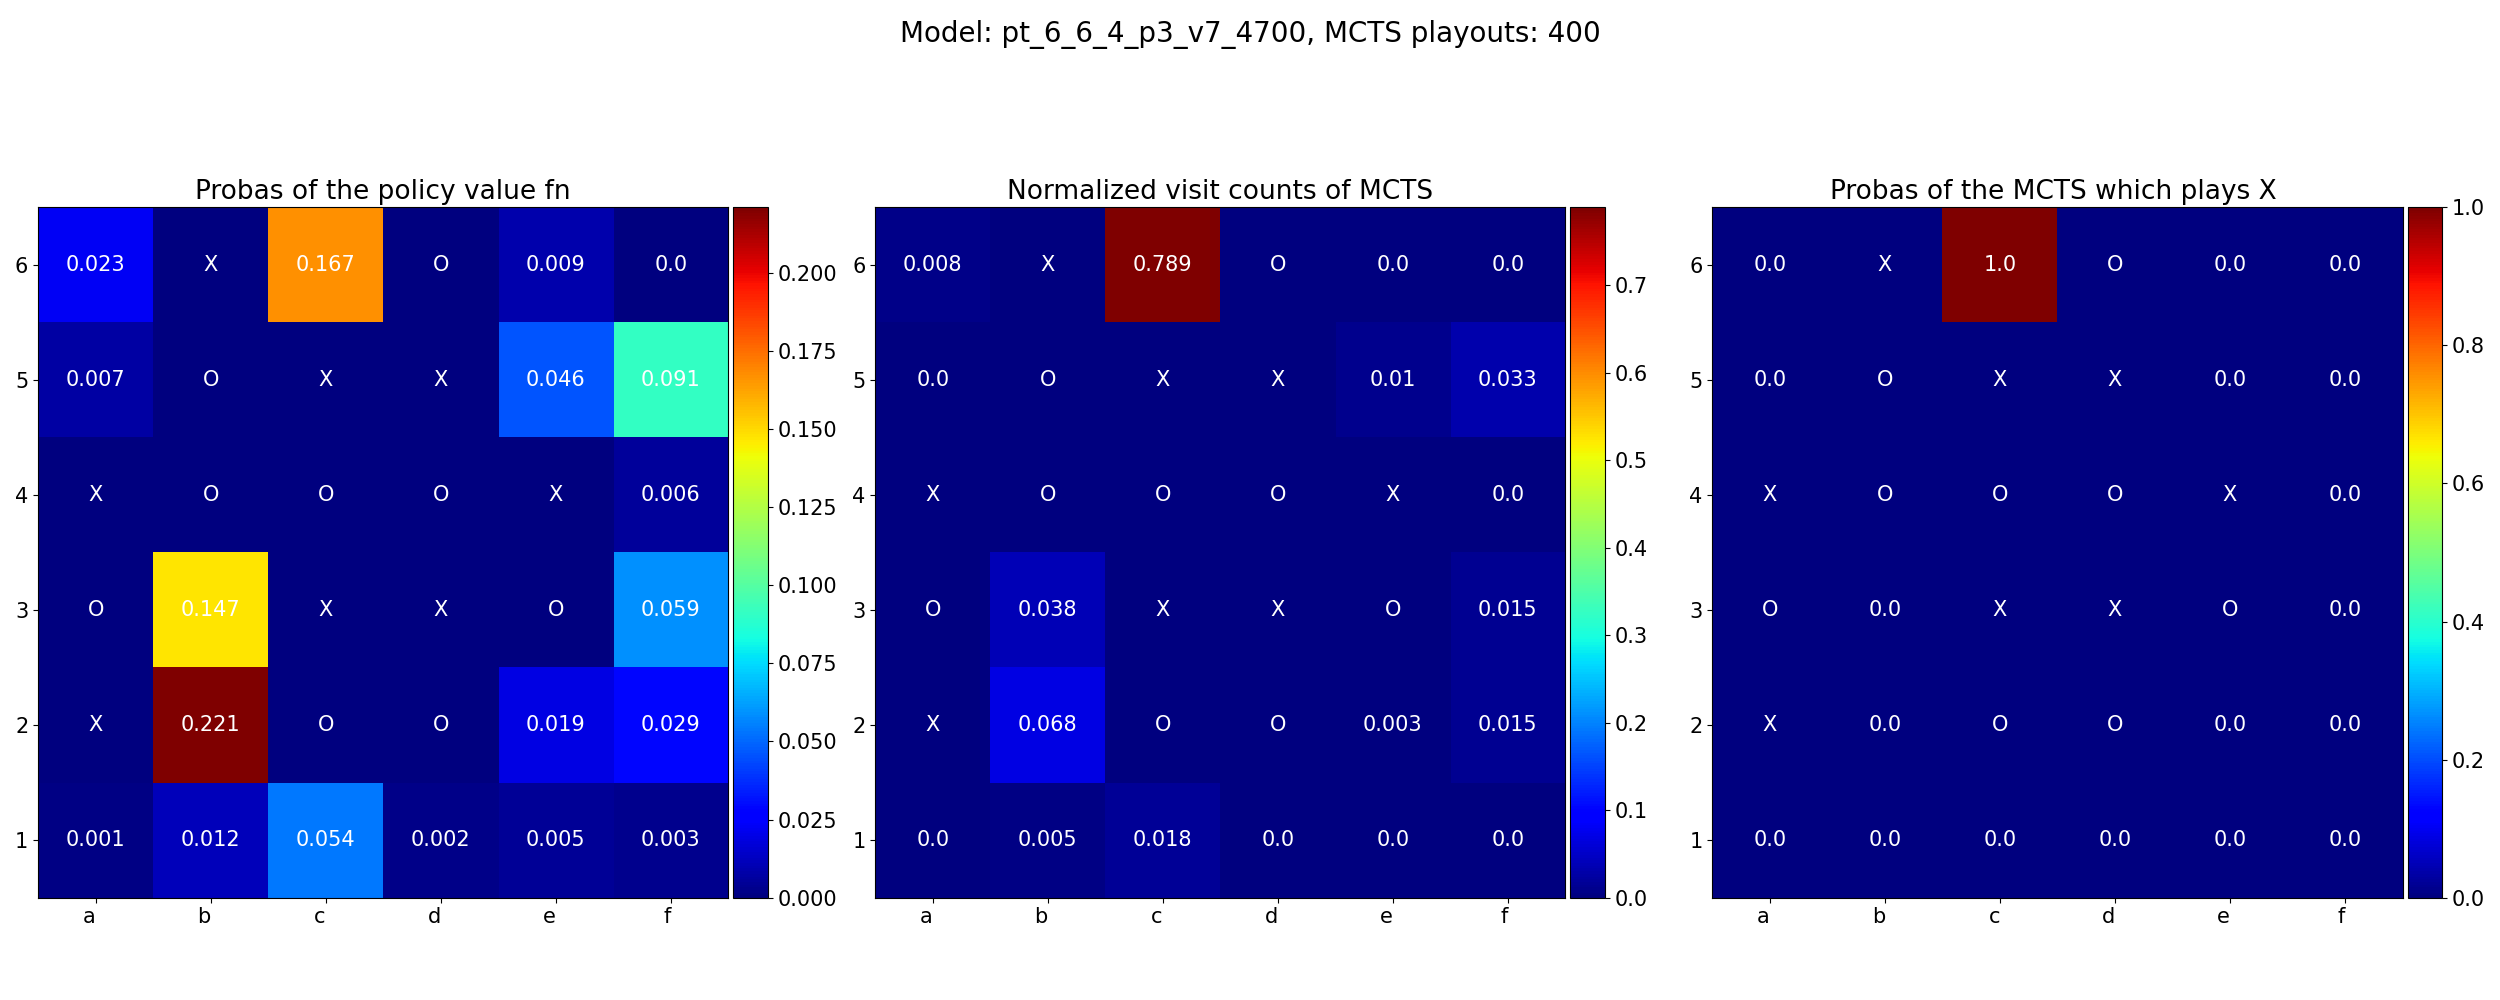 Model: pt_6_6_4_p3_v7_4700, MCTS playouts: 400
Probas of the policy value fn
6 0.023 X 0.167 O 0.009 0.0
5 0.007 O X X 0.046 0.091
4 X O O O X 0.006
3 O 0.147 X X O 0.059
2 X 0.221 O O 0.019 0.029
1 0.001 0.012 0.054 0.002 0.005 0.003
a b c d e f
0.200
0.175
0.150
0.125
0.100
0.075
0.050
0.025
0.000
Normalized visit counts of MCTS
6 0.008 X 0.789 O 0.0 0.0
5 0.0 O X X 0.01 0.033
4 X O O O X 0.0
3 O 0.038 X X O 0.015
2 X 0.068 O O 0.003 0.015
1 0.0 0.005 0.018 0.0 0.0 0.0
a b c d e f
0.7
0.6
0.5
0.4
0.3
0.2
0.1
0.0
Probas of the MCTS which plays X
6 0.0 X 1.0 O 0.0 0.0
5 0.0 O X X 0.0 0.0
4 X O O O X 0.0
3 O 0.0 X X O 0.0
2 X 0.0 O O 0.0 0.0
1 0.0 0.0 0.0 0.0 0.0 0.0
a b c d e f
1.0
0.8
0.6
0.4
0.2
0.0